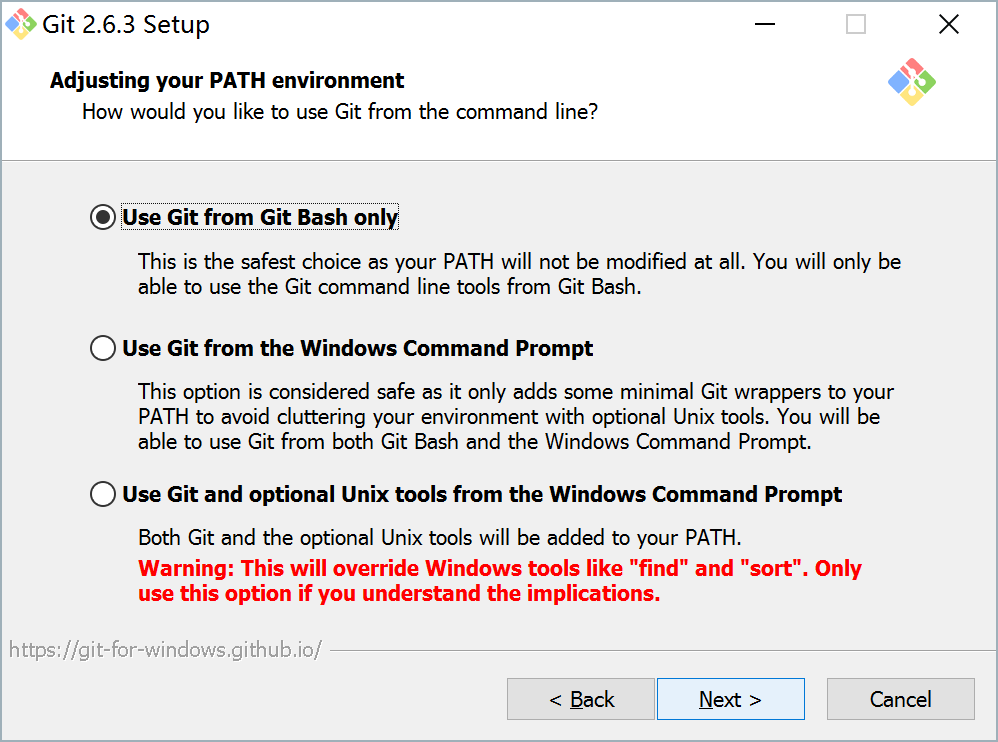 Git 2.6.3 Setup
Adjusting your PATH environment
How would you like to use Git from the command line?
Use Git from Git Bash only
This is the safest choice as your PATH will not be modified at all. You will only be
able to use the Git command line tools from Git Bash.
Use Git from the Windows Command Prompt
This option is considered safe as it only adds some minimal Git wrappers to your
PATH to avoid cluttering your environment with optional Unix tools. You will be
able to use Git from both Git Bash and the Windows Command Prompt.
Use Git and optional Unix tools from the Windows Command Prompt
Both Git and the optional Unix tools will be added to your PATH.
Warning: This will override Windows tools like "find" and "sort". Only
use this option if you understand the implications.
https://git-for-windows.github.io/
< Back Next > Cancel